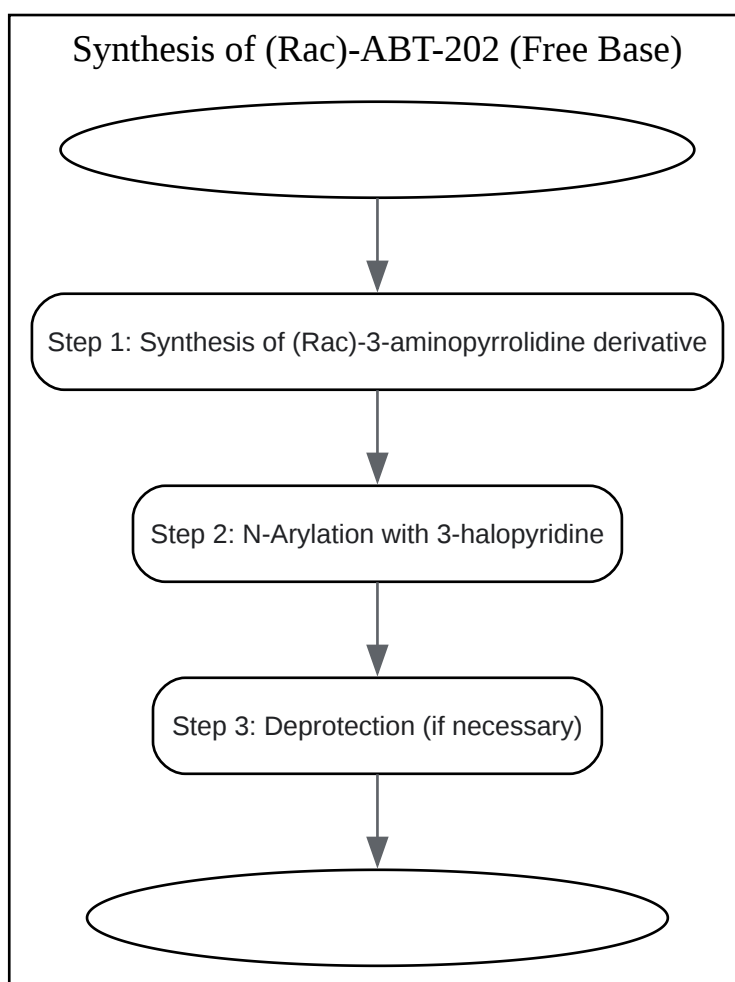 Synthesis of (Rac)-ABT-202 (Free Base)
Step 1: Synthesis of (Rac)-3-aminopyrrolidine derivative
Step 2: N-Arylation with 3-halopyridine
Step 3: Deprotection (if necessary)